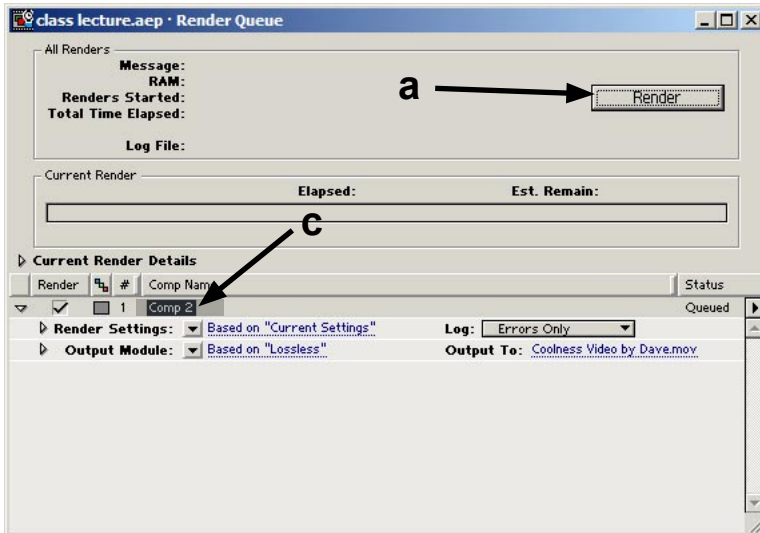 class lecture.aep · Render Queue
All Renders
Message:
RAM:
Renders Started:
Total Time Elapsed:
Log File:
a
Render
Current Render
Elapsed: Est. Remain:
c
Current Render Details
Render # Comp Name Status
1 Comp 2 Queued
Render Settings: Based on "Current Settings" Log: Errors Only
Output Module: Based on "Lossless" Output To: Coolness Video by Dave.mov